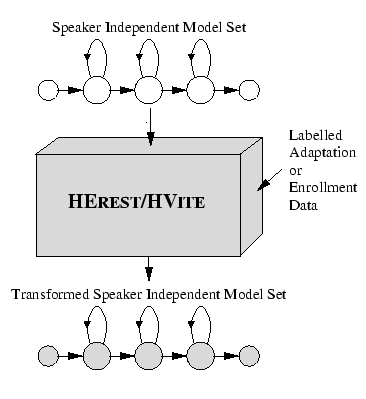 Speaker Independent Model Set
Labelled
Adaptation
or
Enrollment
Data
HEREST/HVITE
Transformed Speaker Independent Model Set